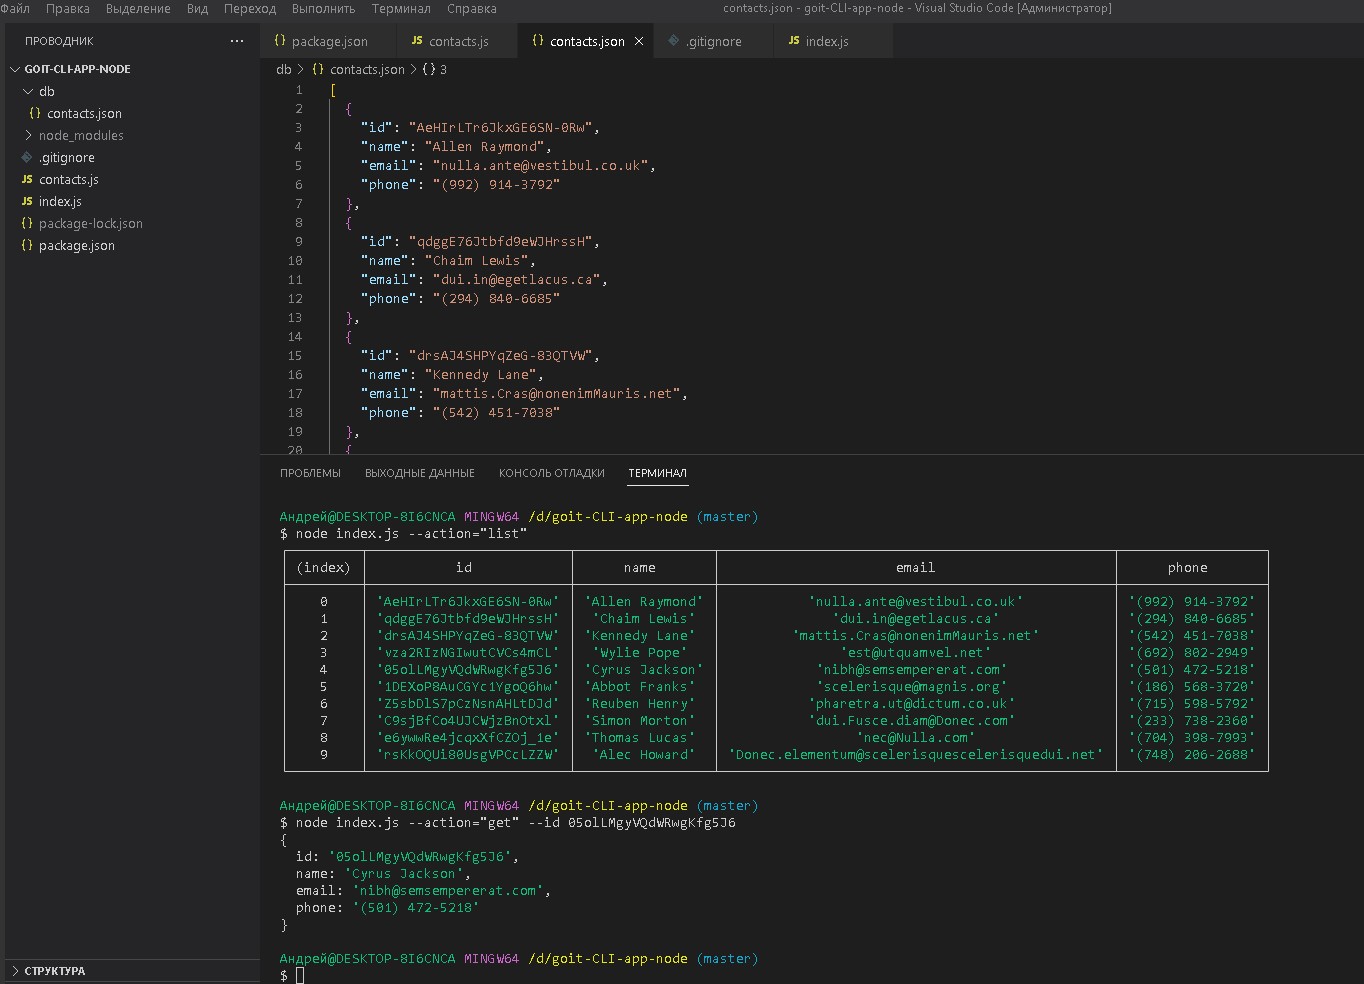 Файл Правка Выделение Вид Переход Выполнить Терминал Справка contacts.json - goit-CLI-app-node - Visual Studio Code [Администратор]
ПРОВОДНИК ...
GOIT-CLI-APP-NODE
db
{} contacts.json
node_modules
.gitignore
JS contacts.js
JS index.js
{} package-lock.json
{} package.json
СТРУКТУРА
{} package.json JS contacts.js {} contacts.json × .gitignore JS index.js
db > {} contacts.json > {} 3
1 [
2 {
3 "id": "AeHIrLTr6JkxGE6SN-0Rw",
4 "name": "Allen Raymond",
5 "email": "nulla.ante@vestibul.co.uk",
6 "phone": "(992) 914-3792"
7 },
8 {
9 "id": "qdggE76Jtbfd9eWJHrssH",
10 "name": "Chaim Lewis",
11 "email": "dui.in@egetlacus.ca",
12 "phone": "(294) 840-6685"
13 },
14 {
15 "id": "drsAJ4SHPYqZeG-83QTVW",
16 "name": "Kennedy Lane",
17 "email": "mattis.Cras@nonenimMauris.net",
18 "phone": "(542) 451-7038"
19 },
20 {
ПРОБЛЕМЫ ВЫХОДНЫЕ ДАННЫЕ КОНСОЛЬ ОТЛАДКИ ТЕРМИНАЛ
Андрей@DESKTOP-8I6CNCA MINGW64 /d/goit-CLI-app-node (master)
$ node index.js --action="list"
(index) id name email phone
0 'AeHIrLTr6JkxGE6SN-0Rw' 'Allen Raymond' 'nulla.ante@vestibul.co.uk' '(992) 914-3792'
1 'qdggE76Jtbfd9eWJHrssH' 'Chaim Lewis' 'dui.in@egetlacus.ca' '(294) 840-6685'
2 'drsAJ4SHPYqZeG-83QTVW' 'Kennedy Lane' 'mattis.Cras@nonenimMauris.net' '(542) 451-7038'
3 'vza2RIzNGIwutCVCs4mCL' 'Wylie Pope' 'est@utquamvel.net' '(692) 802-2949'
4 '05olLMgyVQdWRwgKfg5J6' 'Cyrus Jackson' 'nibh@semsempererat.com' '(501) 472-5218'
5 '1DEXoP8AuCGYc1YgoQ6hw' 'Abbot Franks' 'scelerisque@magnis.org' '(186) 568-3720'
6 'Z5sbDlS7pCzNsnAHLtDJd' 'Reuben Henry' 'pharetra.ut@dictum.co.uk' '(715) 598-5792'
7 'C9sjBfCo4UJCWjzBnOtxl' 'Simon Morton' 'dui.Fusce.diam@Donec.com' '(233) 738-2360'
8 'e6ywwRe4jcqxXfCZOj_1e' 'Thomas Lucas' 'nec@Nulla.com' '(704) 398-7993'
9 'rsKkOQUi80UsgVPCcLZZW' 'Alec Howard' 'Donec.elementum@scelerisquescelerisquedui.net' '(748) 206-2688'
Андрей@DESKTOP-8I6CNCA MINGW64 /d/goit-CLI-app-node (master)
$ node index.js --action="get" --id 05olLMgyVQdWRwgKfg5J6
{
id: '05olLMgyVQdWRwgKfg5J6',
name: 'Cyrus Jackson',
email: 'nibh@semsempererat.com',
phone: '(501) 472-5218'
}
Андрей@DESKTOP-8I6CNCA MINGW64 /d/goit-CLI-app-node (master)
$